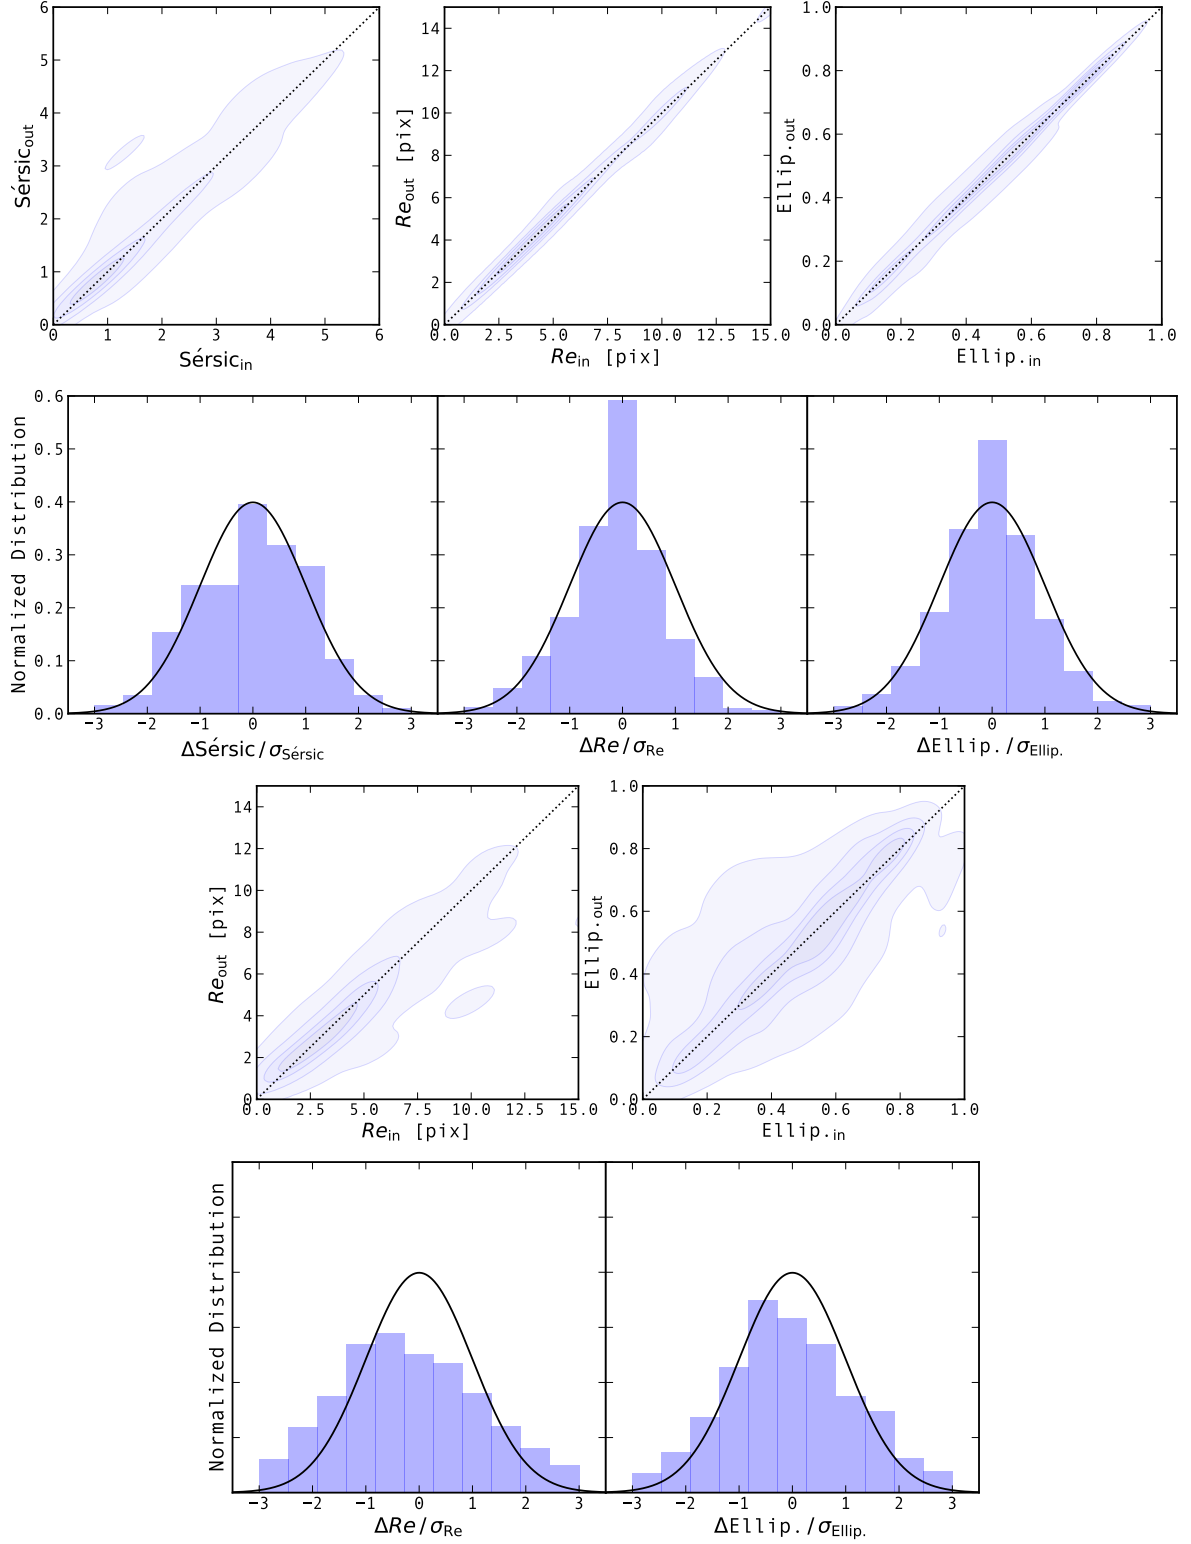 6
5
4
3
2
1
0
Sérsic_out
0 1 2 3 4 5 6
Sérsic_in
14
12
10
8
6
4
2
0
Re_out [pix]
0.0 2.5 5.0 7.5 10.0 12.5 15.0
Re_in [pix]
1.0
0.8
0.6
0.4
0.2
0.0
Ellip._out
0.0 0.2 0.4 0.6 0.8 1.0
Ellip._in
0.6
0.5
0.4
0.3
0.2
0.1
0.0
Normalized Distribution
−3 −2 −1 0 1 2 3
ΔSérsic/σ_Sérsic
−3 −2 −1 0 1 2 3
ΔRe/σ_Re
−3 −2 −1 0 1 2 3
ΔEllip./σ_Ellip.
14
12
10
8
6
4
2
0
Re_out [pix]
0.0 2.5 5.0 7.5 10.0 12.5 15.0
Re_in [pix]
1.0
0.8
0.6
0.4
0.2
0.0
Ellip._out
0.0 0.2 0.4 0.6 0.8 1.0
Ellip._in
Normalized Distribution
−3 −2 −1 0 1 2 3
ΔRe/σ_Re
−3 −2 −1 0 1 2 3
ΔEllip./σ_Ellip.